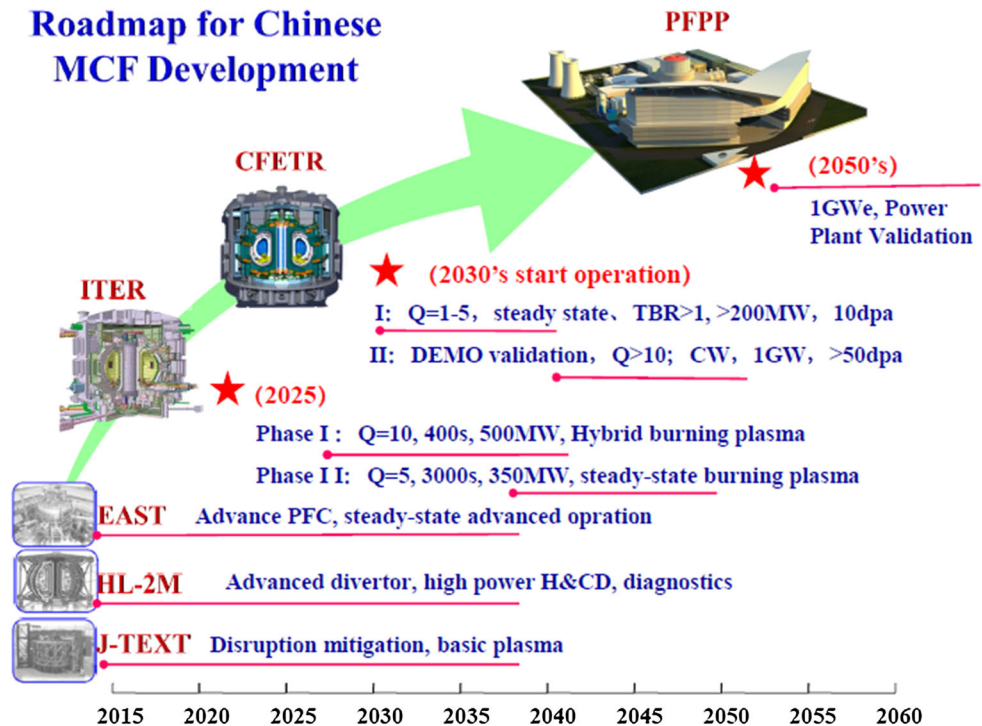 Roadmap for Chinese
MCF Development
PFPP
(2050's)
1GWe, Power
Plant Validation
CFETR
(2030's start operation)
I: Q=1-5, steady state、TBR>1, >200MW, 10dpa
II: DEMO validation, Q>10; CW, 1GW, >50dpa
ITER
(2025)
Phase I : Q=10, 400s, 500MW, Hybrid burning plasma
Phase I I: Q=5, 3000s, 350MW, steady-state burning plasma
EAST Advance PFC, steady-state advanced opration
HL-2M Advanced divertor, high power H&CD, diagnostics
J-TEXT Disruption mitigation, basic plasma
2015 2020 2025 2030 2035 2040 2045 2050 2055 2060